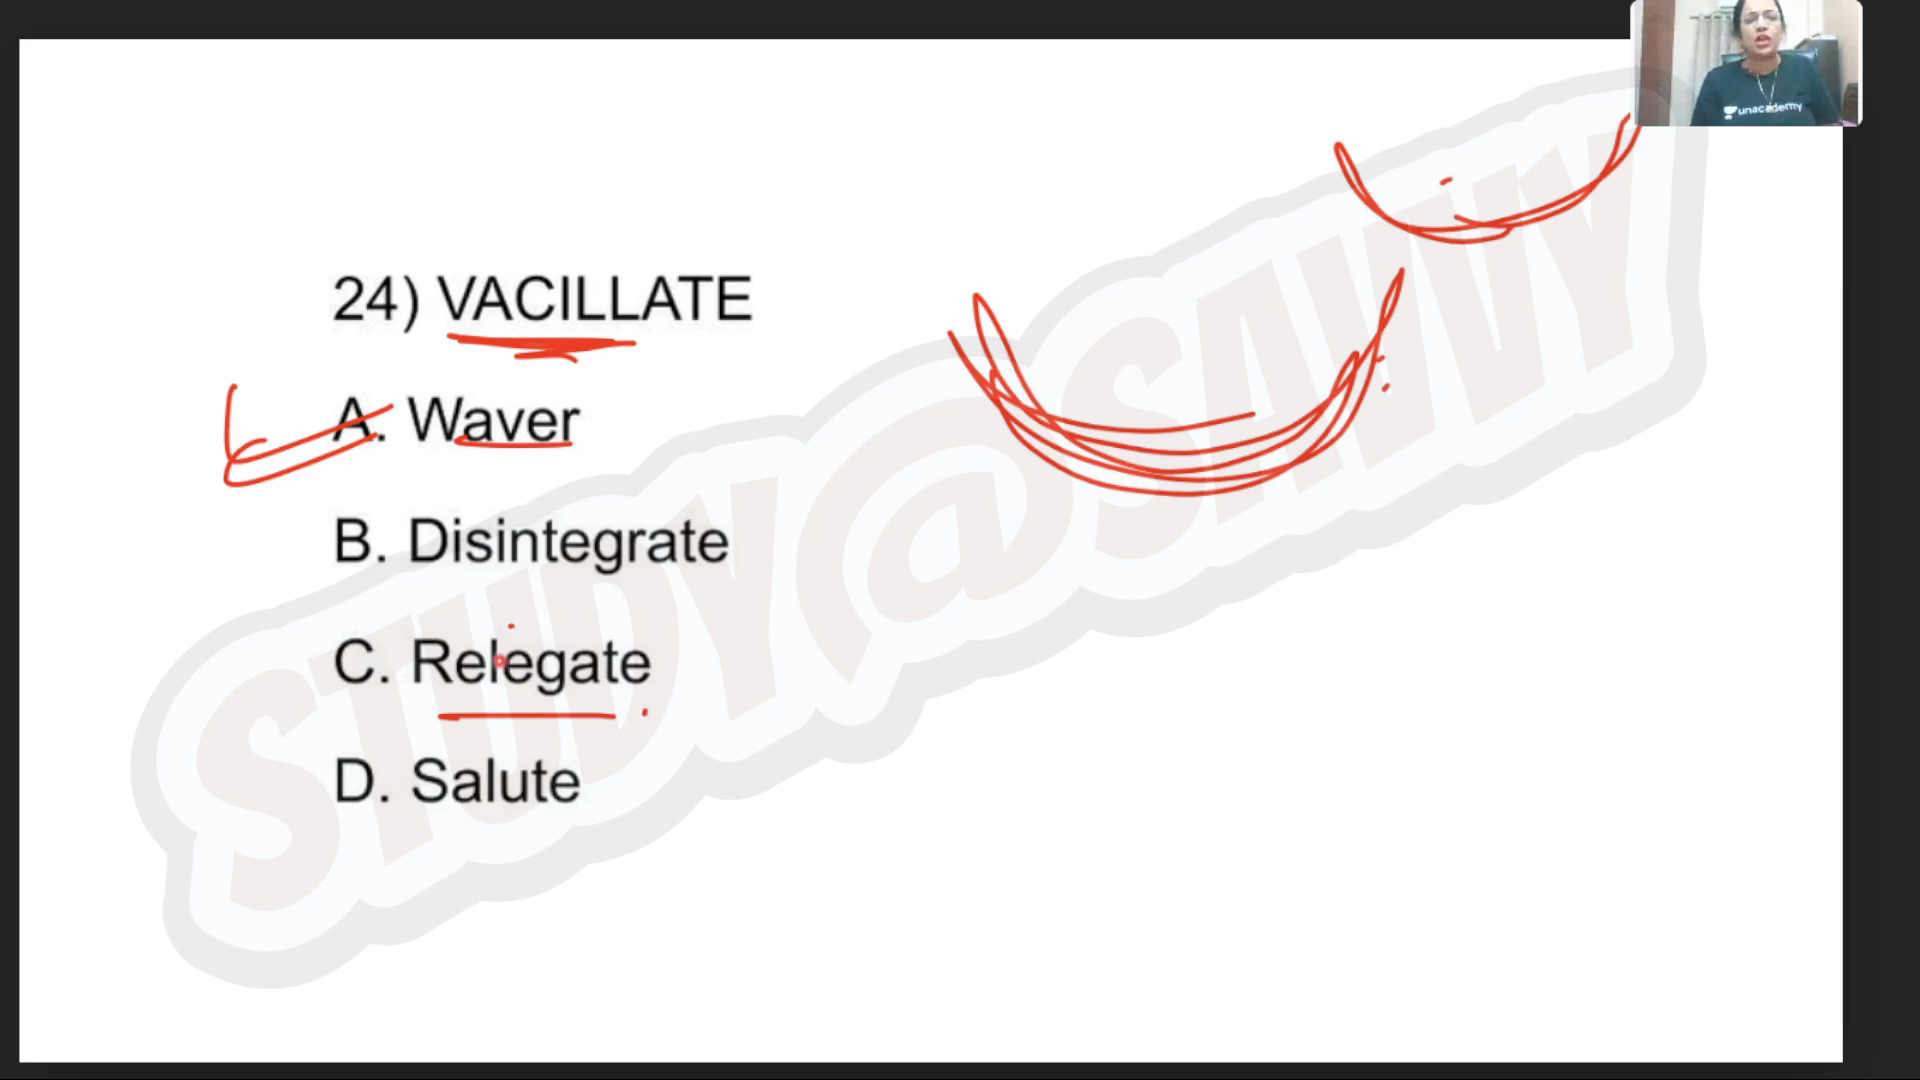 unacademy
24) VACILLATE
A. Waver
B. Disintegrate
C. Relegate
D. Salute
STUDY@SAVVY